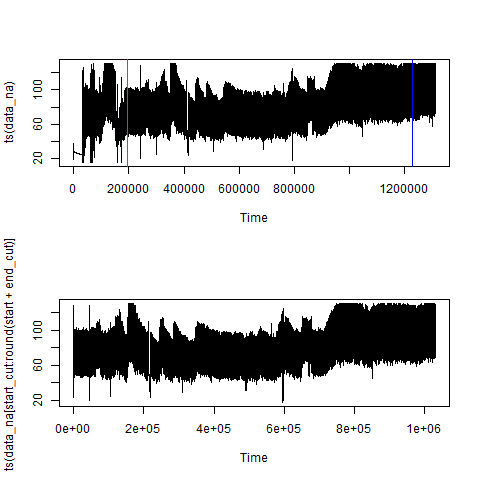 ts(data_na)
100
60
20
0
200000
400000
600000
800000
1200000
Time
ts(data_na[start_cut:round(start + end_cut)]
100
60
20
0e+00
2e+05
4e+05
6e+05
8e+05
1e+06
Time